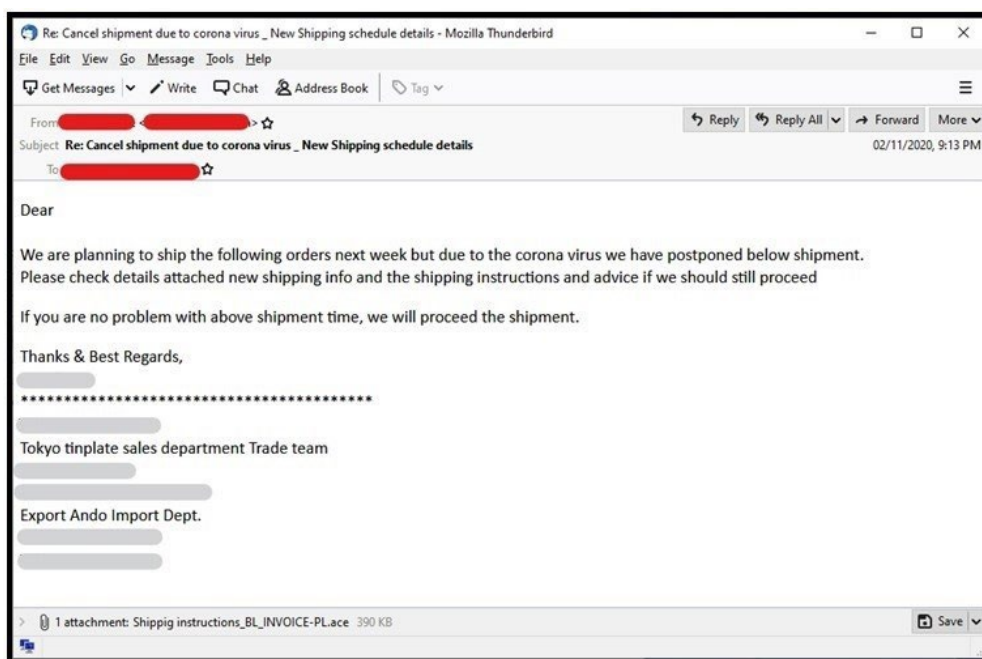 Re: Cancel shipment due to corona virus _ New Shipping schedule details - Mozilla Thunderbird
File Edit View Go Message Tools Help
Get Messages Write Chat Address Book Tag
From < > Reply Reply All Forward More
Subject Re: Cancel shipment due to corona virus _ New Shipping schedule details 02/11/2020, 9:13 PM
To
Dear
We are planning to ship the following orders next week but due to the corona virus we have postponed below shipment.
Please check details attached new shipping info and the shipping instructions and advice if we should still proceed
If you are no problem with above shipment time, we will proceed the shipment.
Thanks & Best Regards,
*****************************************
Tokyo tinplate sales department Trade team
Export Ando Import Dept.
1 attachment: Shippig instructions_BL_INVOICE-PL.ace 390 KB Save